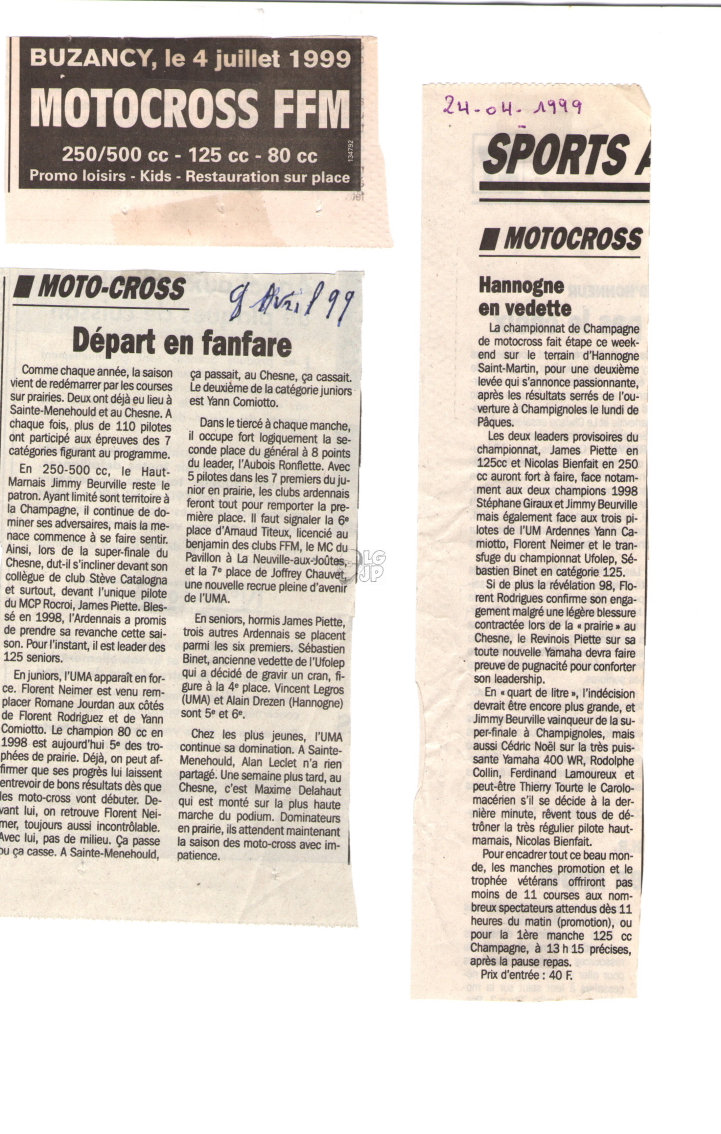 BUZANCY, le 4 juillet 1999
MOTOCROSS FFM
250/500 cc - 125 cc - 80 cc
Promo loisirs - Kids - Restauration sur place
134792
MOTO-CROSS
9 Avril 99
Départ en fanfare
Comme chaque année, la saison
vient de redémarrer par les courses
sur prairies. Deux ont déjà eu lieu à
Sainte-Menehould et au Chesne. A
chaque fois, plus de 110 pilotes
ont participé aux épreuves des 7
catégories figurant au programme.
En 250-500 cc, le Haut-
Marnais Jimmy Beurville reste le
patron. Ayant limité sont territoire à
la Champagne, il continue de do-
miner ses adversaires, mais la me-
nace commence à se faire sentir.
Ainsi, lors de la super-finale du
Chesne, dut-il s'incliner devant son
collègue de club Stève Catalogna
et surtout, devant l'unique pilote
du MCP Rocroi, James Piette. Bles-
sé en 1998, l'Ardennais a promis
de prendre sa revanche cette sai-
son. Pour l'instant, il est leader des
125 seniors.
En juniors, l'UMA apparaît en for-
ce. Florent Neimer est venu rem-
placer Romane Jourdan aux côtés
de Florent Rodriguez et de Yann
Comiotto. Le champion 80 cc en
1998 est aujourd'hui 5e des tro-
phées de prairie. Déjà, on peut af-
firmer que ses progrès lui laissent
entrevoir de bons résultats dès que
les moto-cross vont débuter. De-
vant lui, on retrouve Florent Nei-
mer, toujours aussi incontrôlable.
Avec lui, pas de milieu. Ça passe
ou ça casse. A Sainte-Menehould,
ça passait, au Chesne, ça cassait.
Le deuxième de la catégorie juniors
est Yann Comiotto.
Dans le tiercé à chaque manche,
il occupe fort logiquement la se-
conde place du général à 8 points
du leader, l'Aubois Ronflette. Avec
5 pilotes dans les 7 premiers du ju-
nior en prairie, les clubs ardennais
feront tout pour remporter la pre-
mière place. Il faut signaler la 6e
place d'Arnaud Titeux, licencié au
benjamin des clubs FFM, le MC du
Pavillon à La Neuville-aux-Joûtes,
et la 7e place de Joffrey Chauvet,
une nouvelle recrue pleine d'avenir
de l'UMA.
En seniors, hormis James Piette,
trois autres Ardennais se placent
parmi les six premiers. Sébastien
Binet, ancienne vedette de l'Ufolep
qui a décidé de gravir un cran, fi-
gure à la 4e place. Vincent Legros
(UMA) et Alain Drezen (Hannogne)
sont 5e et 6e.
Chez les plus jeunes, l'UMA
continue sa domination. A Sainte-
Menehould, Alan Leclet n'a rien
partagé. Une semaine plus tard, au
Chesne, c'est Maxime Delahaut
qui est monté sur la plus haute
marche du podium. Dominateurs
en prairie, ils attendent maintenant
la saison des moto-cross avec im-
patience.
LG
JP
24-04-1999
SPORTS A
MOTOCROSS
Hannogne
en vedette
La championnat de Champagne
de motocross fait étape ce week-
end sur le terrain d'Hannogne
Saint-Martin, pour une deuxième
levée qui s'annonce passionnante,
après les résultats serrés de l'ou-
verture à Champignoles le lundi de
Pâques.
Les deux leaders provisoires du
championnat, James Piette en
125cc et Nicolas Bienfait en 250
cc auront fort à faire, face notam-
ment aux deux champions 1998
Stéphane Giraux et Jimmy Beurville
mais également face aux trois pi-
lotes de l'UM Ardennes Yann Ca-
miotto, Florent Neimer et le tran-
fuge du championnat Ufolep, Sé-
bastien Binet en catégorie 125.
Si de plus la révélation 98, Flo-
rent Rodrigues confirme son enga-
gement malgré une légère blessure
contractée lors de la « prairie » au
Chesne, le Revinois Piette sur sa
toute nouvelle Yamaha devra faire
preuve de pugnacité pour conforter
son leadership.
En « quart de litre », l'indécision
devrait être encore plus grande, et
Jimmy Beurville vainqueur de la su-
per-finale à Champignoles, mais
aussi Cédric Noël sur la très puis-
sante Yamaha 400 WR, Rodolphe
Collin, Ferdinand Lamoureux et
peut-être Thierry Tourte le Carolo-
macérien s'il se décide à la der-
nière minute, rêvent tous de dé-
trôner la très régulier pilote haut-
marnais, Nicolas Bienfait.
Pour encadrer tout ce beau mon-
de, les manches promotion et le
trophée vétérans offriront pas
moins de 11 courses aux nom-
breux spectateurs attendus dès 11
heures du matin (promotion), ou
pour la 1ère manche 125 cc
Champagne, à 13 h 15 précises,
après la pause repas.
Prix d'entrée : 40 F.